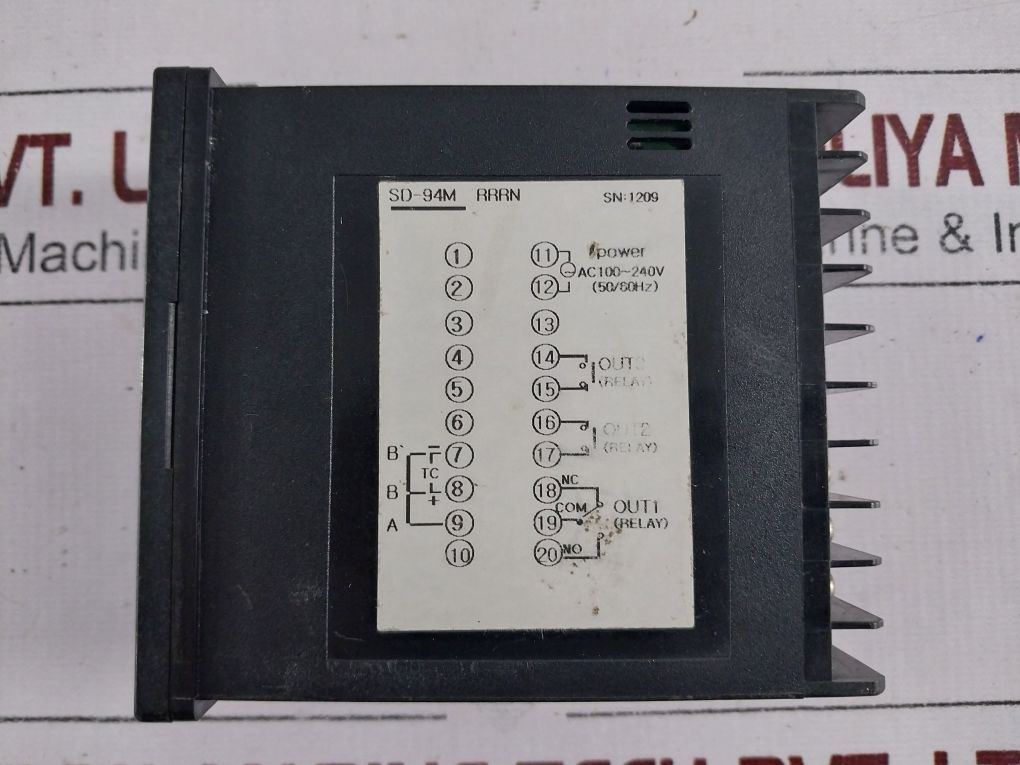 VT.
LIYA M
Machi
ine & In
SD-94M RRRN SN:1209
1 11 power
AC100~240V
2 12 (50/60Hz)
3 13
4 14 OUT
5 15 (RELAY)
6 16 OUT2
B` - 7 17 (RELAY)
TC
B + 8 18 NC
COM OUT1
A 9 19 (RELAY)
10 20 NO